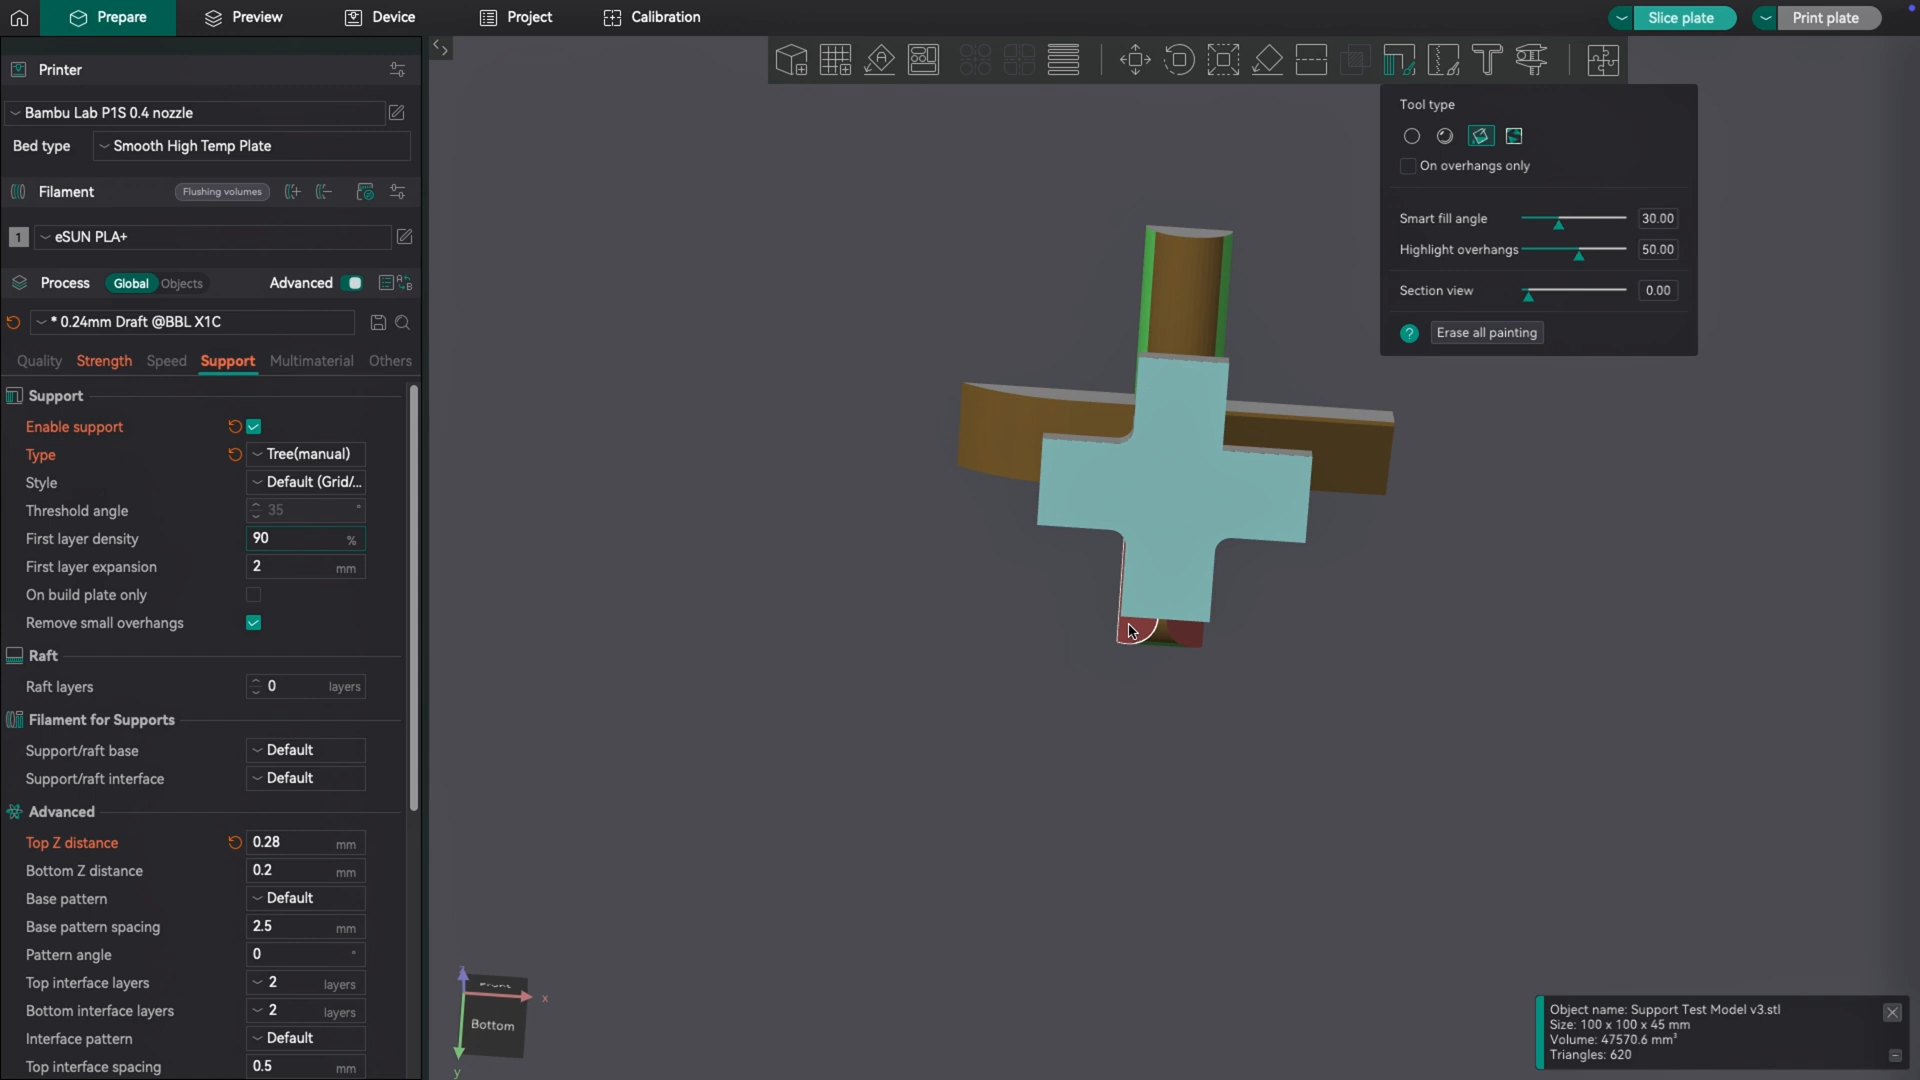 Prepare
Preview
Device
Project
Calibration
Slice plate
Print plate
Printer
Bambu Lab P1S 0.4 nozzle
Bed type
Smooth High Temp Plate
Filament
Flushing volumes
1
eSUN PLA+
Process
Global
Objects
Advanced
* 0.24mm Draft @BBL X1C
Quality
Strength
Speed
Support
Multimaterial
Others
Support
Enable support
Type
Tree(manual)
Style
Default (Grid/...
Threshold angle
35 °
First layer density
90 %
First layer expansion
2 mm
On build plate only
Remove small overhangs
Raft
Raft layers
0 layers
Filament for Supports
Support/raft base
Default
Support/raft interface
Default
Advanced
Top Z distance
0.28 mm
Bottom Z distance
0.2 mm
Base pattern
Default
Base pattern spacing
2.5 mm
Pattern angle
0 °
Top interface layers
2 layers
Bottom interface layers
2 layers
Interface pattern
Default
Top interface spacing
0.5 mm
Tool type
On overhangs only
Smart fill angle
30.00
Highlight overhangs
50.00
Section view
0.00
? Erase all painting
Front
x
Bottom
y
Object name: Support Test Model v3.stl
Size: 100 x 100 x 45 mm
Volume: 47570.6 mm³
Triangles: 620